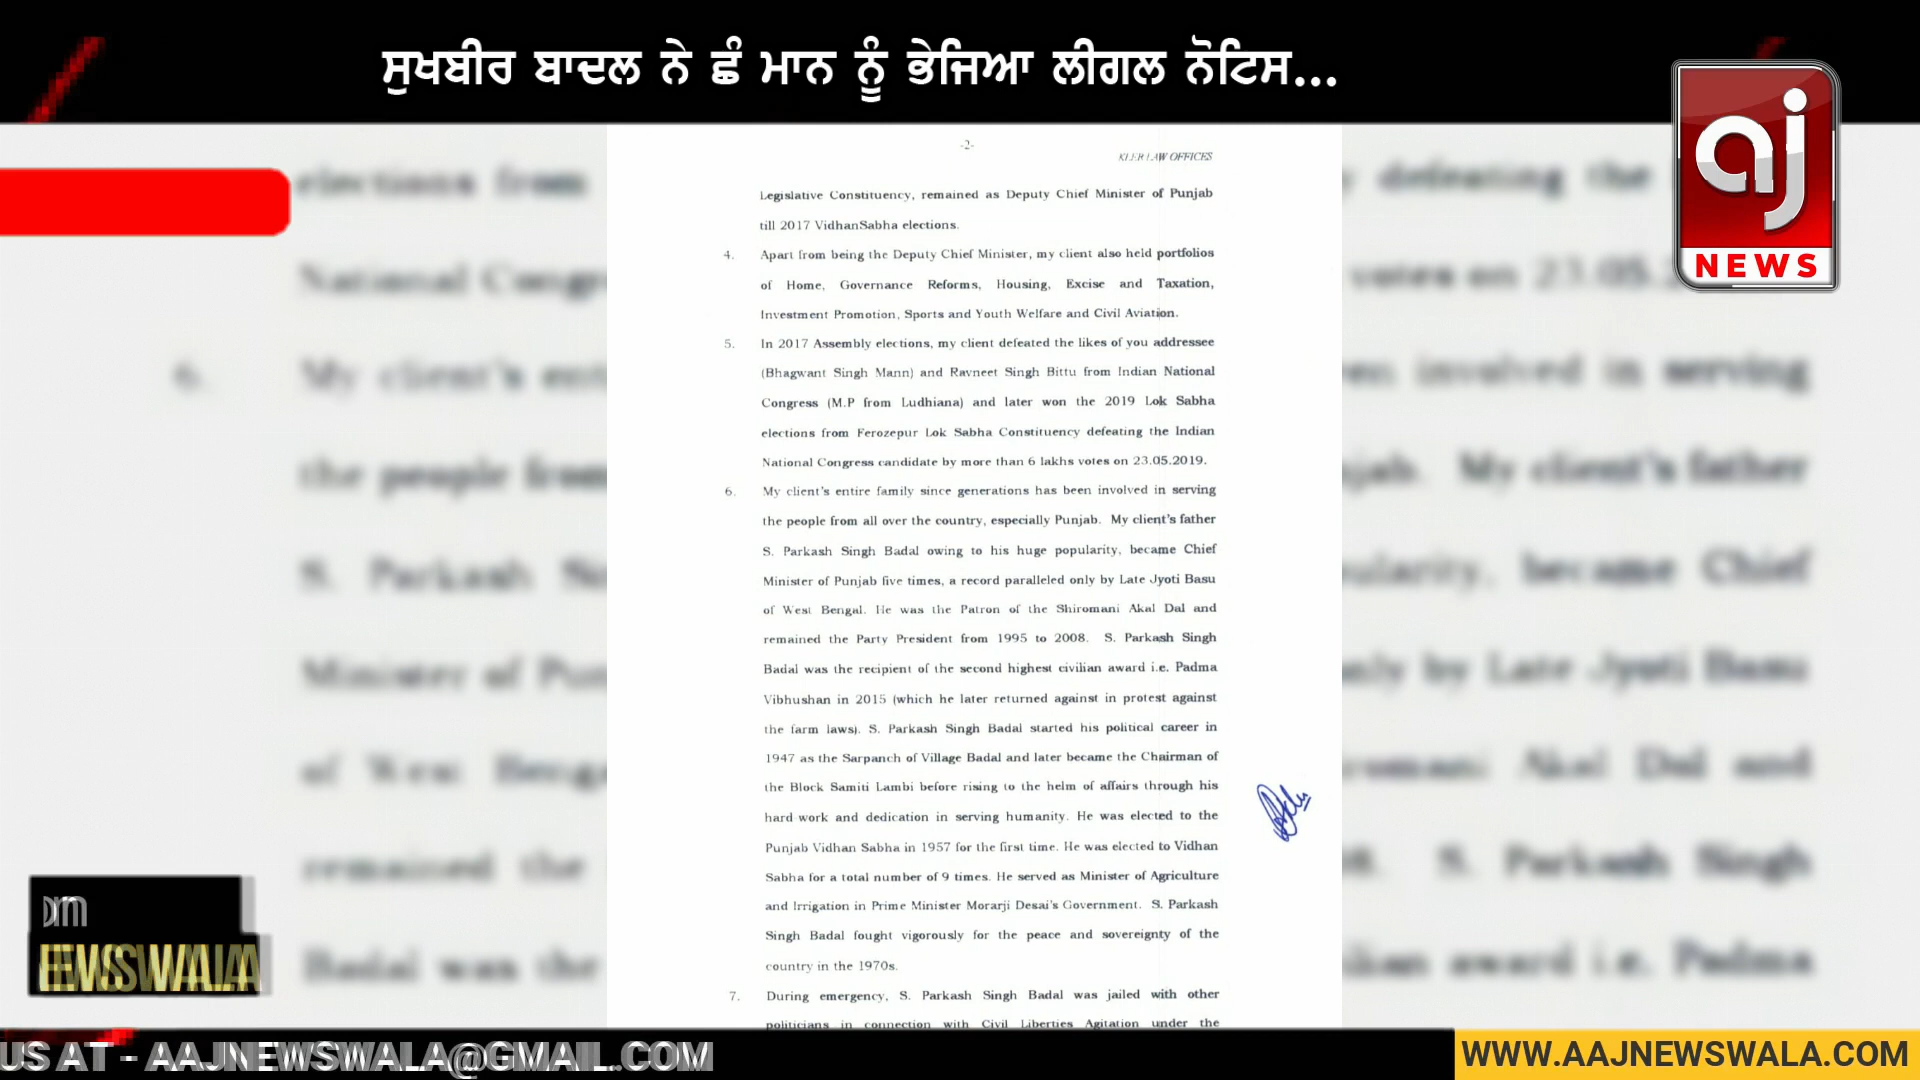 ਸੁਖਬੀਰ ਬਾਦਲ ਨੇ ਛੰ ਮਾਨ ਨੂੰ ਭੇਜਿਆ ਲੀਗਲ ਨੋਟਿਸ...
aj
NEWS
-2-
KLER LAW OFFICES
Legislative Constituency, remained as Deputy Chief Minister of Punjab
till 2017 VidhanSabha elections.
4. Apart from being the Deputy Chief Minister, my client also held portfolios
of Home, Governance Reforms, Housing, Excise and Taxation,
Investment Promotion, Sports and Youth Welfare and Civil Aviation.
5. In 2017 Assembly elections, my client defeated the likes of you addressee
(Bhagwant Singh Mann) and Ravneet Singh Bittu from Indian National
Congress (M.P from Ludhiana) and later won the 2019 Lok Sabha
elections from Ferozepur Lok Sabha Constituency defeating the Indian
National Congress candidate by more than 6 lakhs votes on 23.05.2019.
6. My client's entire family since generations has been involved in serving
the people from all over the country, especially Punjab. My client's father
S. Parkash Singh Badal owing to his huge popularity, became Chief
Minister of Punjab five times, a record paralleled only by Late Jyoti Basu
of West Bengal. He was the Patron of the Shiromani Akal Dal and
remained the Party President from 1995 to 2008. S. Parkash Singh
Badal was the recipient of the second highest civilian award i.e. Padma
Vibhushan in 2015 (which he later returned against in protest against
the farm laws). S. Parkash Singh Badal started his political career in
1947 as the Sarpanch of Village Badal and later became the Chairman of
the Block Samiti Lambi before rising to the helm of affairs through his
hard work and dedication in serving humanity. He was elected to the
Punjab Vidhan Sabha in 1957 for the first time. He was elected to Vidhan
Sabha for a total number of 9 times. He served as Minister of Agriculture
and Irrigation in Prime Minister Morarji Desai's Government. S. Parkash
Singh Badal fought vigorously for the peace and sovereignty of the
country in the 1970s.
7. During emergency, S. Parkash Singh Badal was jailed with other
politicians in connection with Civil Liberties Agitation under the
EWSWALA
US AT - AAJNEWSWALA@GMAIL.COM
WWW.AAJNEWSWALA.COM